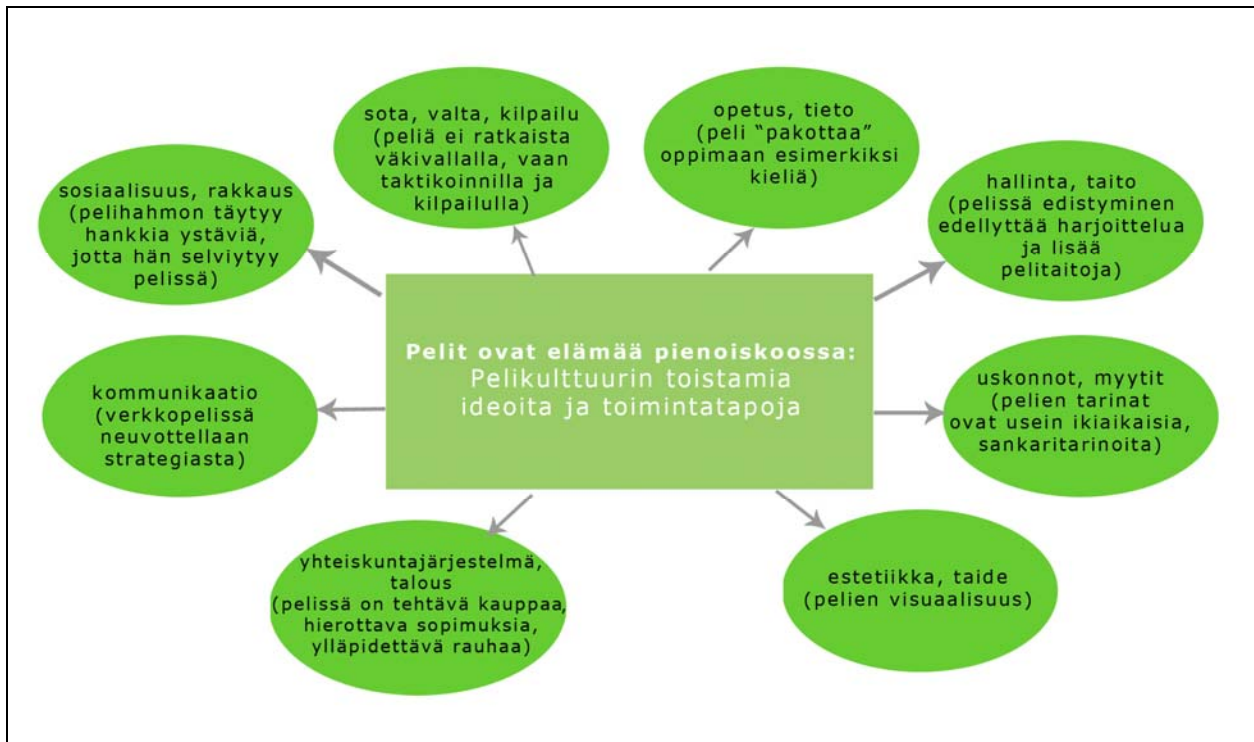 sota, valta, kilpailu
(peliä ei ratkaista
väkivallalla, vaan
taktikoinnilla ja
kilpailulla)
opetus, tieto
(peli “pakottaa”
oppimaan esimerkiksi
kieliä)
sosiaalisuus, rakkaus
(pelihahmon täytyy
hankkia ystäviä,
jotta hän selviytyy
pelissä)
hallinta, taito
(pelissä edistyminen
edellyttää harjoittelua
ja lisää
pelitaitoja)
Pelit ovat elämää pienoiskoossa:
Pelikulttuurin toistamia
ideoita ja toimintatapoja
kommunikaatio
(verkkopelissä
neuvottellaan
strategiasta)
uskonnot, myytit
(pelien tarinat
ovat usein ikiaikaisia,
sankaritarinoita)
yhteiskuntajärjestelmä,
talous
(pelissä on tehtävä kauppaa,
hierottava sopimuksia,
ylläpidettävä rauhaa)
estetiikka, taide
(pelien visuaalisuus)